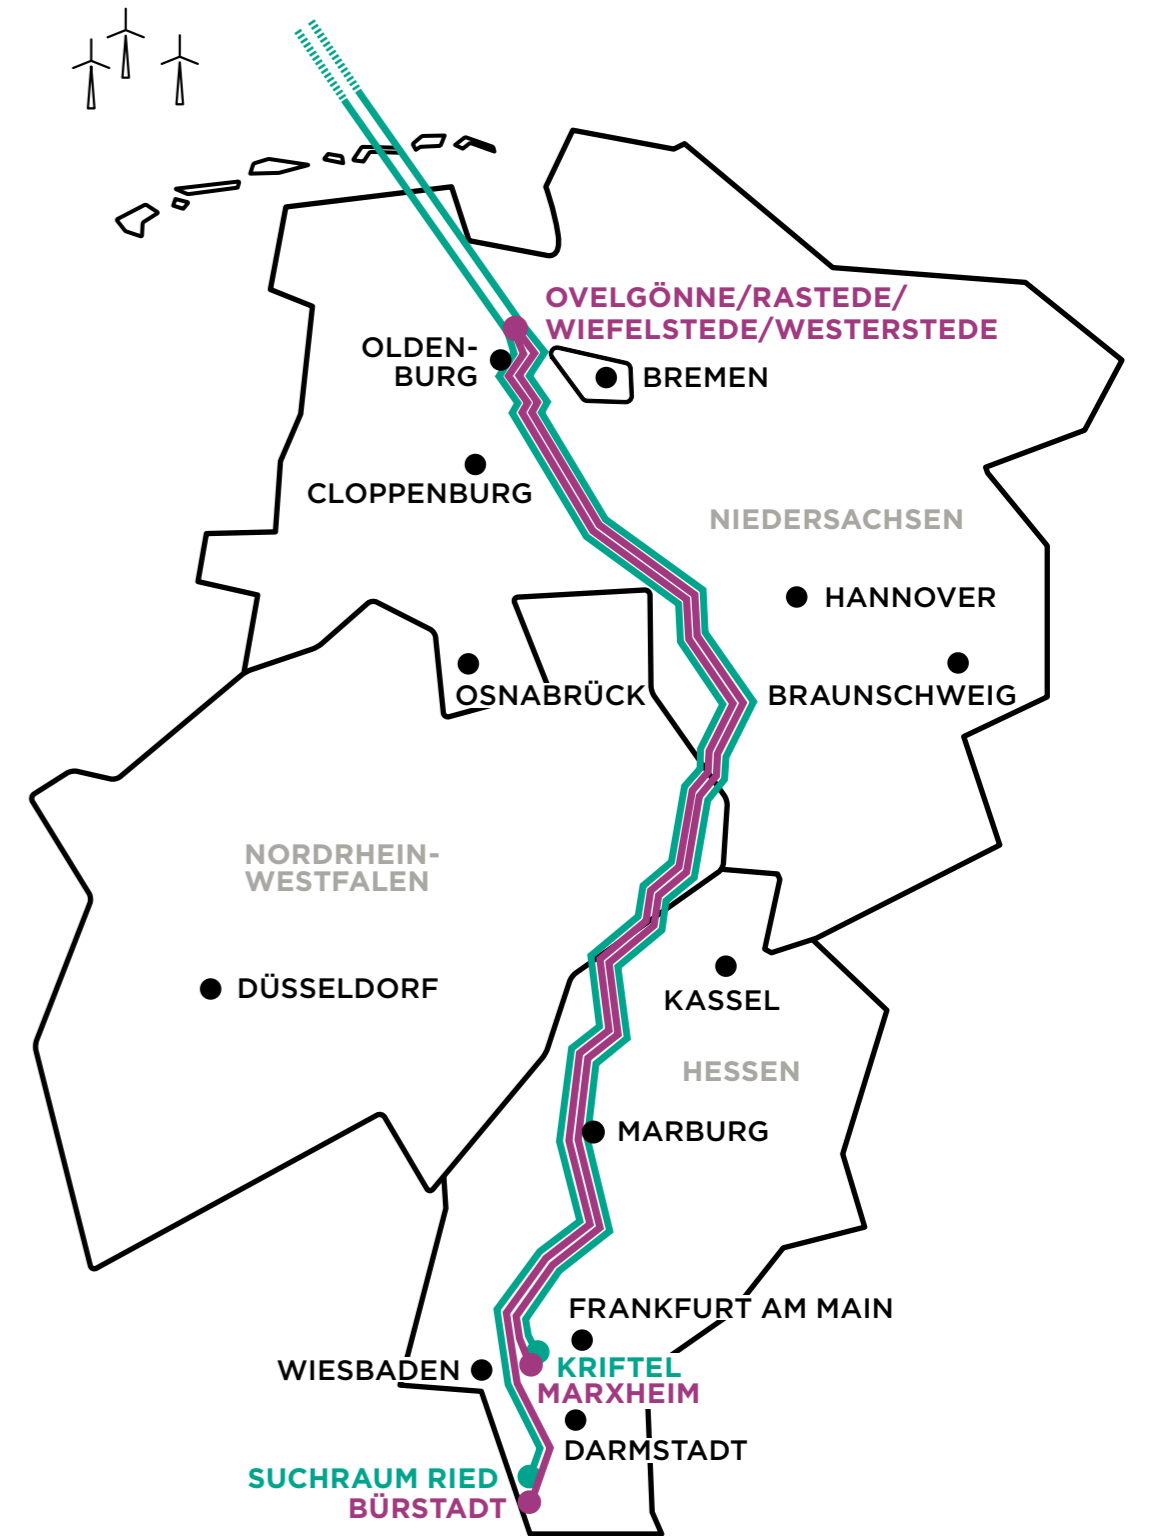 OVELGÖNNE/RASTEDE/
WIEFELSTEDE/WESTERSTEDE
OLDEN-
BURG
BREMEN
CLOPPENBURG
NIEDERSACHSEN
HANNOVER
OSNABRÜCK
BRAUNSCHWEIG
NORDRHEIN-
WESTFALEN
DÜSSELDORF
KASSEL
HESSEN
MARBURG
FRANKFURT AM MAIN
WIESBADEN
KRIFTEL
MARXHEIM
DARMSTADT
SUCHRAUM RIED
BÜRSTADT